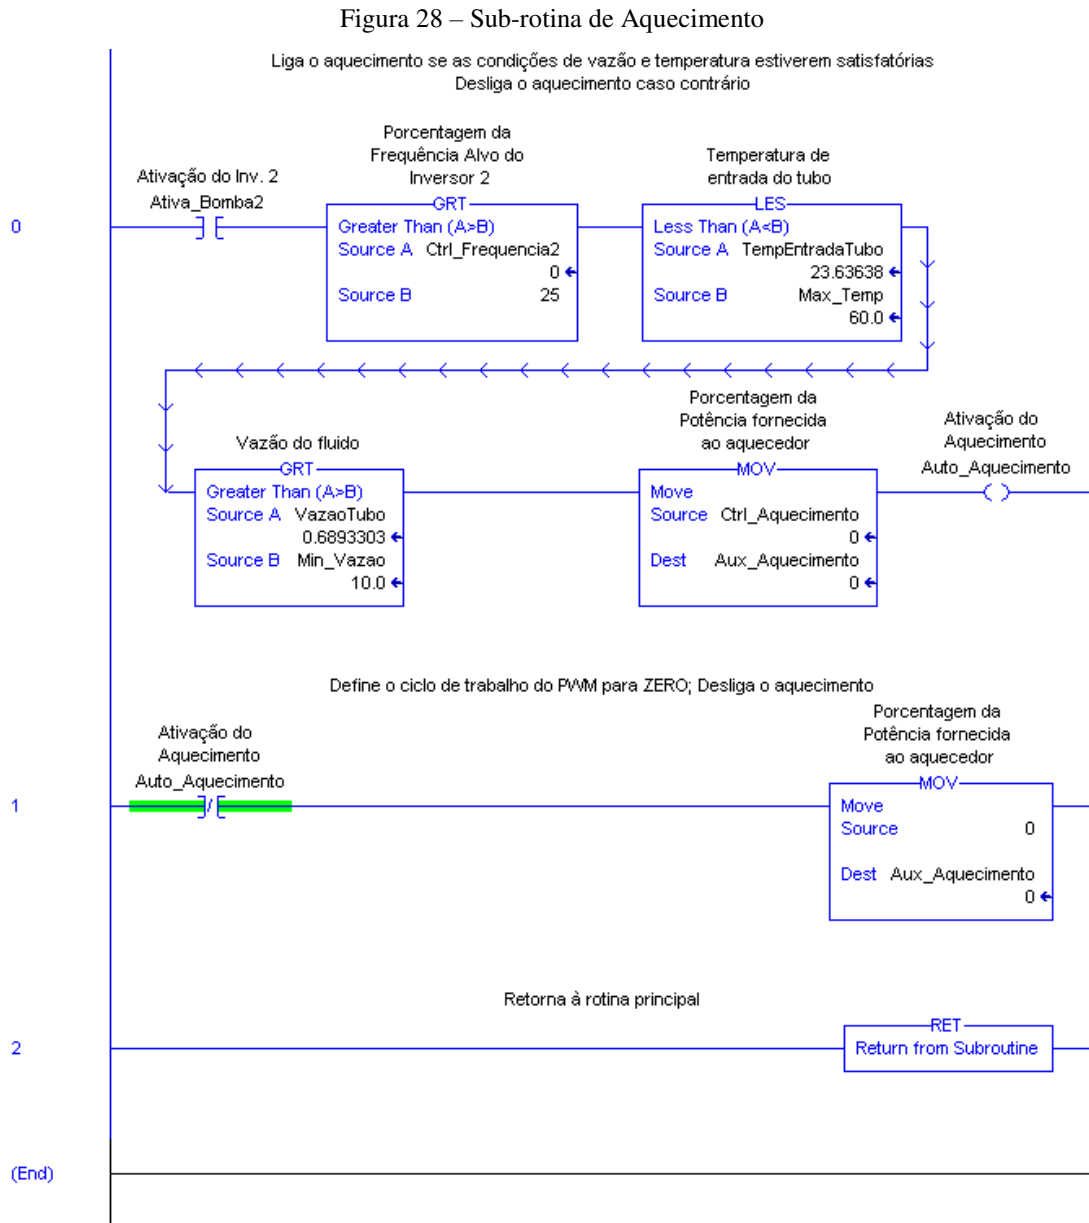 Figura 28 – Sub-rotina de Aquecimento
Liga o aquecimento se as condições de vazão e temperatura estiverem satisfatórias
Desliga o aquecimento caso contrário
0
Ativação do Inv. 2
Ativa_Bomba2
Porcentagem da
Frequência Alvo do
Inversor 2
GRT
Greater Than (A>B)
Source A Ctrl_Frequencia2
0
Source B 25
Temperatura de
entrada do tubo
LES
Less Than (A<B)
Source A TempEntradaTubo
23.63638
Source B Max_Temp
60.0
Vazão do fluido
GRT
Greater Than (A>B)
Source A VazaoTubo
0.6893303
Source B Min_Vazao
10.0
Porcentagem da
Potência fornecida
ao aquecedor
MOV
Move
Source Ctrl_Aquecimento
0
Dest Aux_Aquecimento
0
Ativação do
Aquecimento
Auto_Aquecimento
Define o ciclo de trabalho do PWM para ZERO; Desliga o aquecimento
1
Ativação do
Aquecimento
Auto_Aquecimento
Porcentagem da
Potência fornecida
ao aquecedor
MOV
Move
Source 0
Dest Aux_Aquecimento
0
Retorna à rotina principal
2
RET
Return from Subroutine
(End)